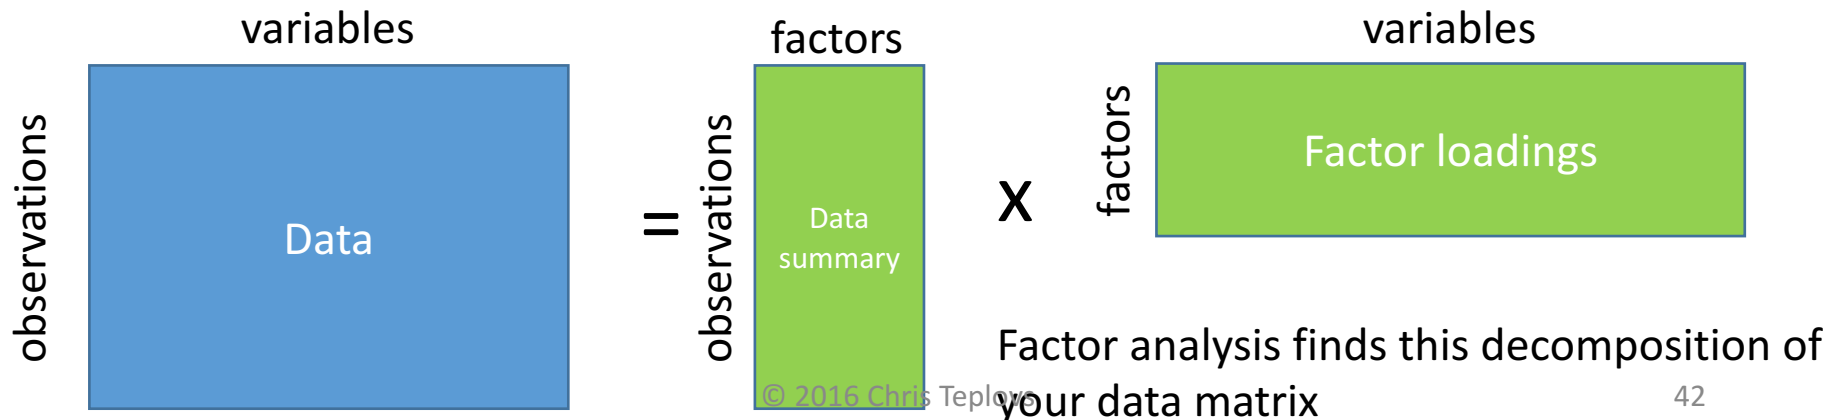 variables
observations
Data
=
factors
observations
Data
summary
x
variables
factors
Factor loadings
Factor analysis finds this decomposition of
your data matrix
© 2016 Chris Teplovs
42